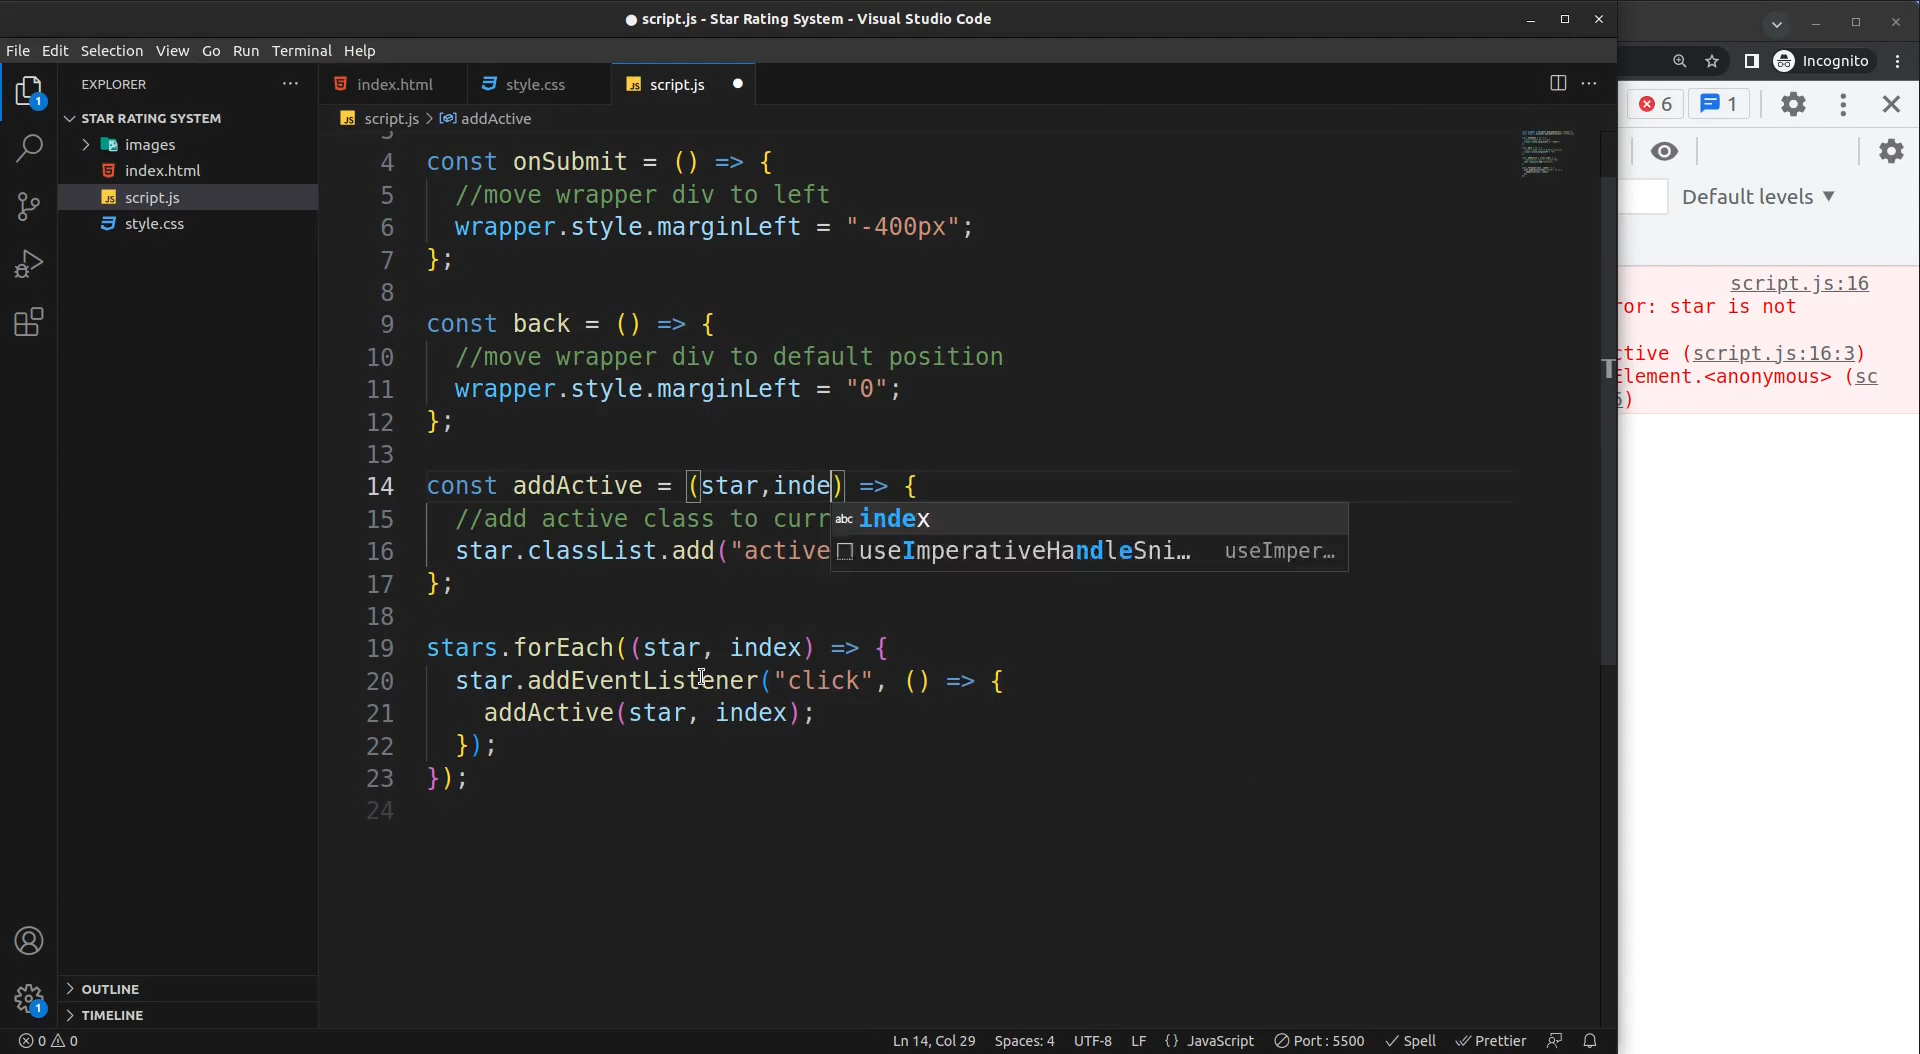 script.js - Star Rating System - Visual Studio Code
File Edit Selection View Go Run Terminal Help
Incognito
EXPLORER
index.html
style.css
script.js
6
1
1
STAR RATING SYSTEM
images
index.html
script.js
style.css
script.js > addActive
4 const onSubmit = () => {
5 //move wrapper div to left
6 wrapper.style.marginLeft = "-400px";
7 };
8
9 const back = () => {
10 //move wrapper div to default position
11 wrapper.style.marginLeft = "0";
12 };
13
14 const addActive = (star,inde) => {
15 //add active class to curr
16 star.classList.add("active
17 };
18
19 stars.forEach((star, index) => {
20 star.addEventListener("click", () => {
21 addActive(star, index);
22 });
23 });
24
abc index
useImperativeHandleSni… useImper…
Default levels ▼
script.js:16
ror: star is not
ctive (script.js:16:3)
Element.<anonymous> (sc
)
OUTLINE
1
TIMELINE
0 0
Ln 14, Col 29 Spaces: 4 UTF-8 LF {} JavaScript Port : 5500 Spell Prettier